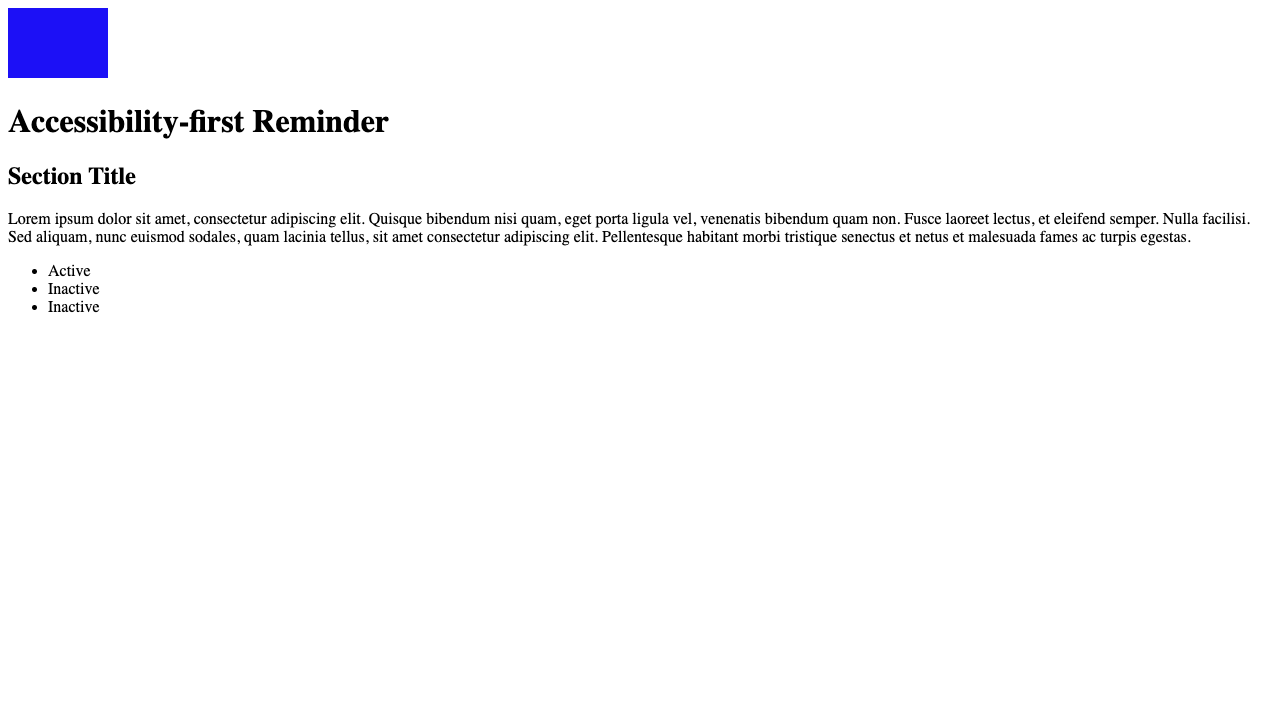 Accessibility-first Reminder
Section Title
Lorem ipsum dolor sit amet, consectetur adipiscing elit. Quisque bibendum nisi quam, eget porta ligula vel, venenatis bibendum quam non. Fusce laoreet lectus, et eleifend semper. Nulla facilisi.
Sed aliquam, nunc euismod sodales, quam lacinia tellus, sit amet consectetur adipiscing elit. Pellentesque habitant morbi tristique senectus et netus et malesuada fames ac turpis egestas.
• Active
• Inactive
• Inactive